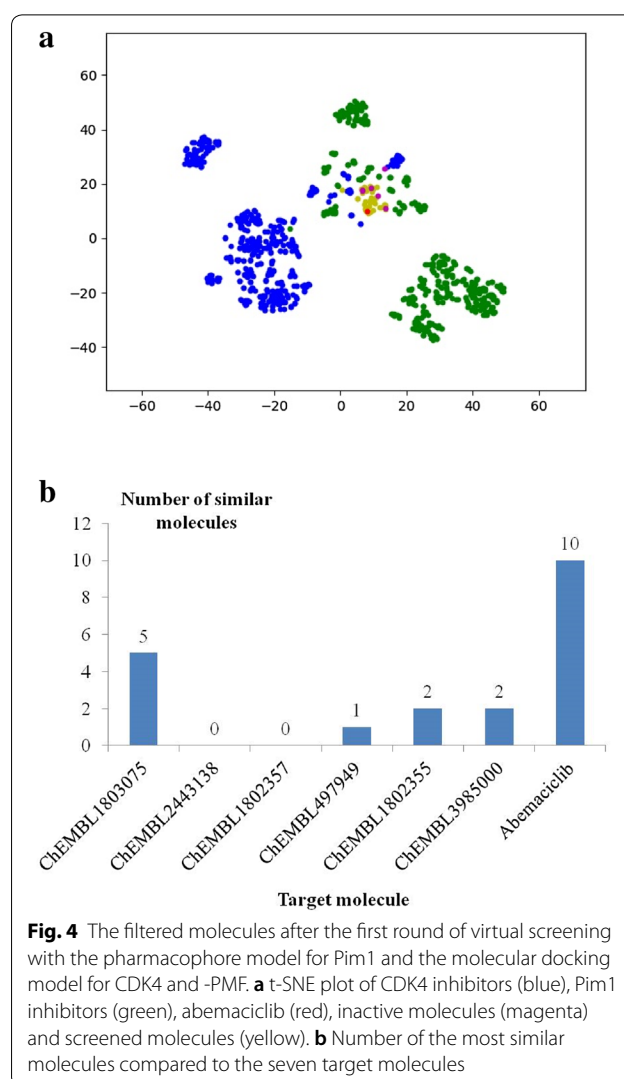 a
60
40
20
0
−20
−40
−60 −40 −20 0 20 40 60
b
Number of similar
molecules
12
10
8
6
4
2
0
5
0
0
1
2
2
10
ChEMBL1803075
ChEMBL2443138
ChEMBL1802357
ChEMBL497949
ChEMBL1802355
ChEMBL3985000
Abemaciclib
Target molecule
Fig. 4 The filtered molecules after the first round of virtual screening
with the pharmacophore model for Pim1 and the molecular docking
model for CDK4 and -PMF. a t-SNE plot of CDK4 inhibitors (blue), Pim1
inhibitors (green), abemaciclib (red), inactive molecules (magenta)
and screened molecules (yellow). b Number of the most similar
molecules compared to the seven target molecules